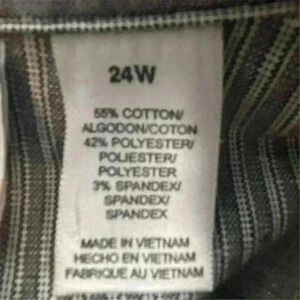 24W
55% COTTON/
ALGODON/COTON
42% POLYESTER/
POLIESTER/
POLYESTER
3% SPANDEX/
SPANDEX/
SPANDEX
MADE IN VIETNAM
HECHO EN VIETNAM
FABRIQUE AU VIETNAM